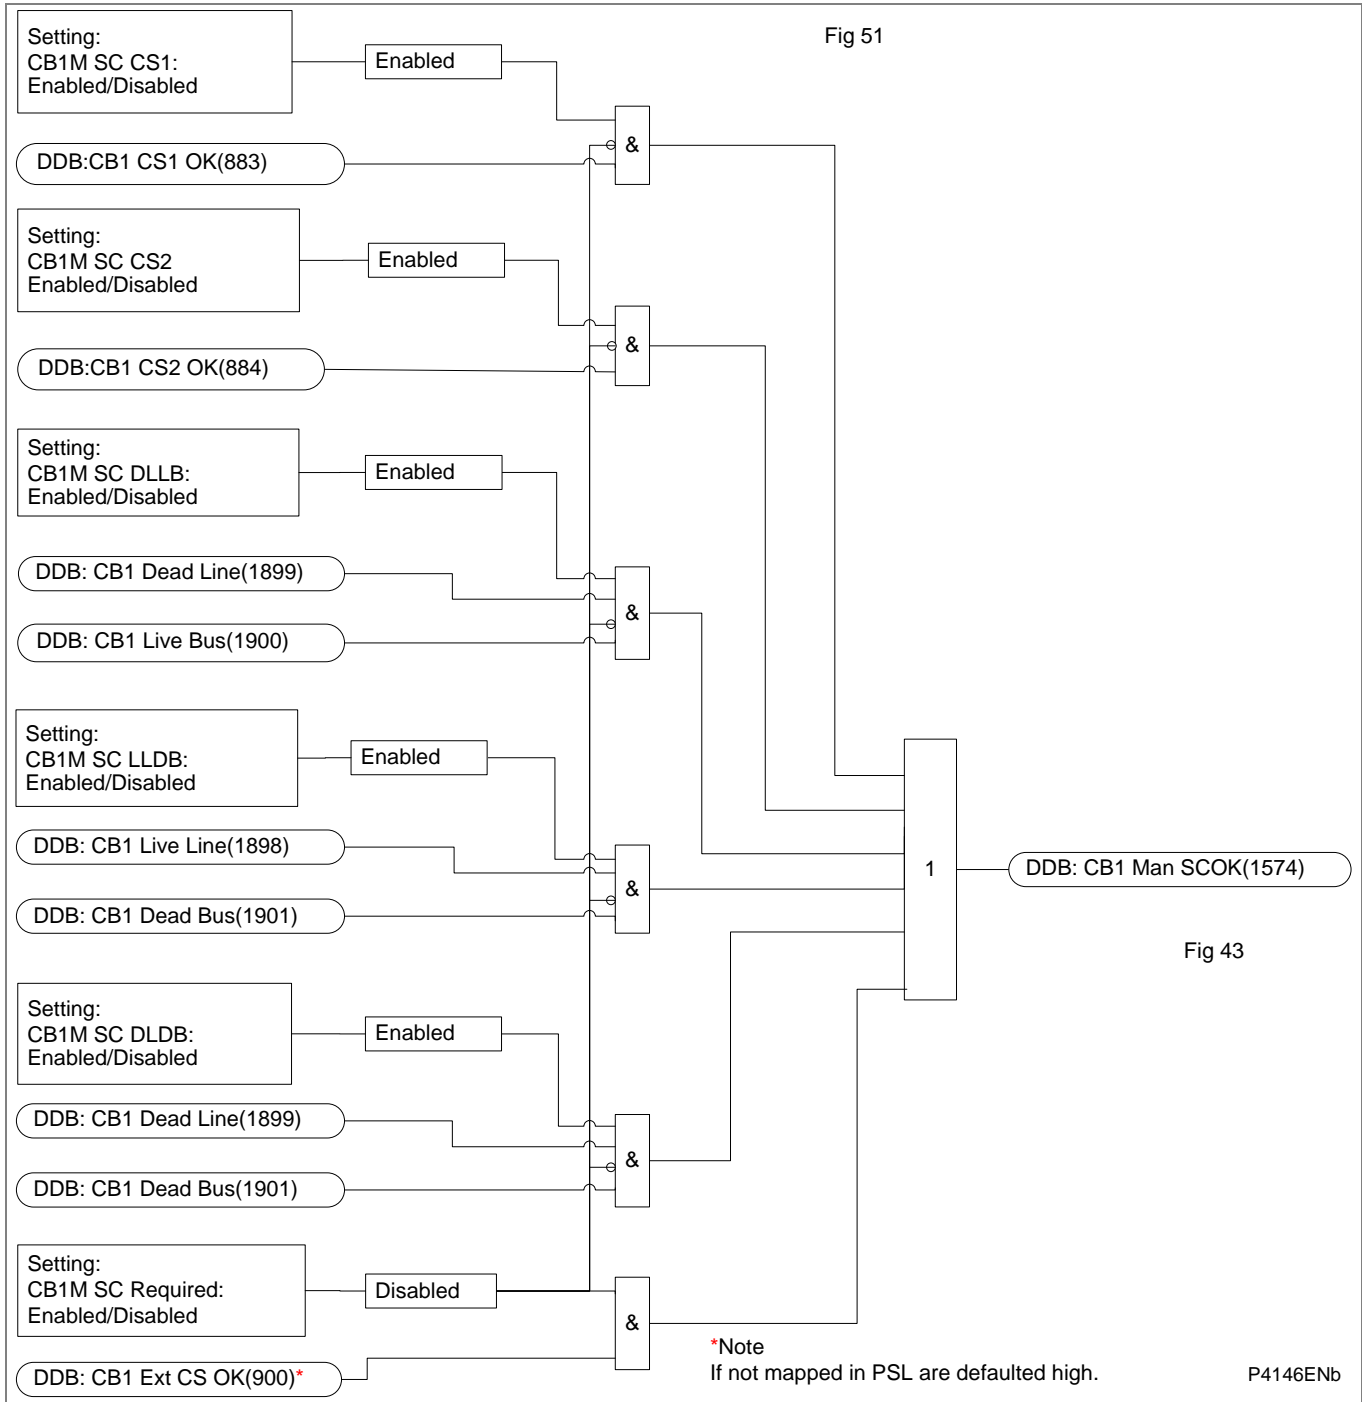 Fig 51
Setting:
CB1M SC CS1:
Enabled/Disabled
Enabled
&
DDB:CB1 CS1 OK(883)
Setting:
CB1M SC CS2
Enabled/Disabled
Enabled
&
DDB:CB1 CS2 OK(884)
Setting:
CB1M SC DLLB:
Enabled/Disabled
Enabled
DDB: CB1 Dead Line(1899)
&
DDB: CB1 Live Bus(1900)
Setting:
CB1M SC LLDB:
Enabled/Disabled
Enabled
DDB: CB1 Live Line(1898)
&
DDB: CB1 Dead Bus(1901)
1
DDB: CB1 Man SCOK(1574)
Fig 43
Setting:
CB1M SC DLDB:
Enabled/Disabled
Enabled
DDB: CB1 Dead Line(1899)
&
DDB: CB1 Dead Bus(1901)
Setting:
CB1M SC Required:
Enabled/Disabled
Disabled
&
DDB: CB1 Ext CS OK(900)*
*Note
If not mapped in PSL are defaulted high.
P4146ENb